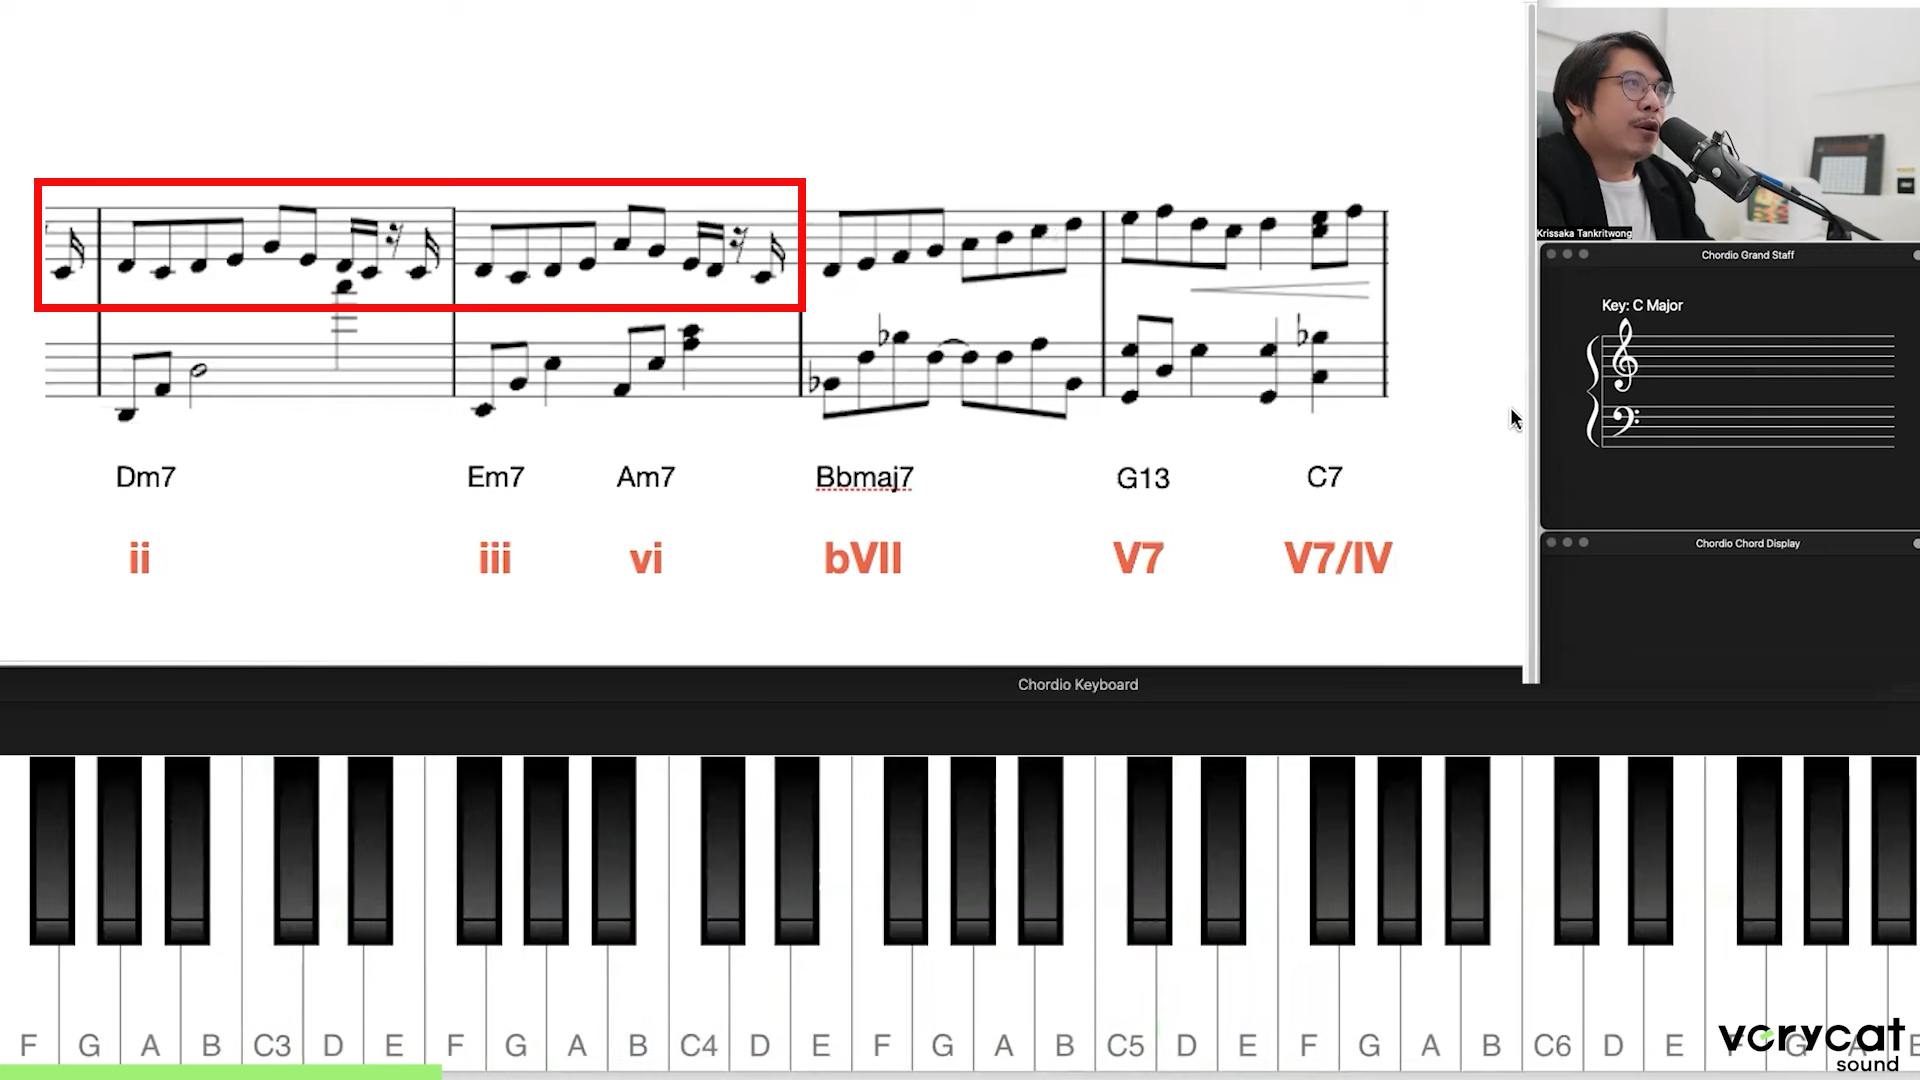 Krissaka Tankritwong
Chordio Grand Staff
Key: C Major
Dm7 Em7 Am7 Bbmaj7 G13 C7
ii iii vi bVII V7 V7/IV
Chordio Chord Display
Chordio Keyboard
F G A B C3 D E F G A B C4 D E F G A B C5 D E F G A B C6 D E F G A E
verycat
sound